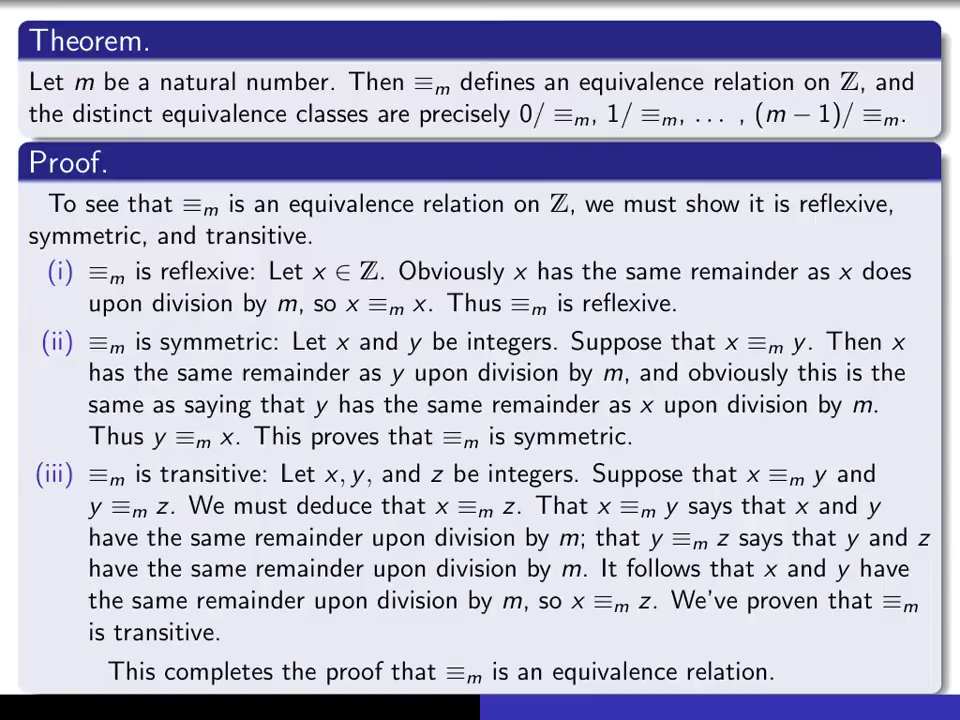 Theorem.
Let m be a natural number. Then ≡ₘ defines an equivalence relation on ℤ, and
the distinct equivalence classes are precisely 0/ ≡ₘ, 1/ ≡ₘ, . . . , (m − 1)/ ≡ₘ.
Proof.
To see that ≡ₘ is an equivalence relation on ℤ, we must show it is reflexive,
symmetric, and transitive.
(i) ≡ₘ is reflexive: Let x ∈ ℤ. Obviously x has the same remainder as x does
upon division by m, so x ≡ₘ x. Thus ≡ₘ is reflexive.
(ii) ≡ₘ is symmetric: Let x and y be integers. Suppose that x ≡ₘ y. Then x
has the same remainder as y upon division by m, and obviously this is the
same as saying that y has the same remainder as x upon division by m.
Thus y ≡ₘ x. This proves that ≡ₘ is symmetric.
(iii) ≡ₘ is transitive: Let x, y, and z be integers. Suppose that x ≡ₘ y and
y ≡ₘ z. We must deduce that x ≡ₘ z. That x ≡ₘ y says that x and y
have the same remainder upon division by m; that y ≡ₘ z says that y and z
have the same remainder upon division by m. It follows that x and y have
the same remainder upon division by m, so x ≡ₘ z. We've proven that ≡ₘ
is transitive.
This completes the proof that ≡ₘ is an equivalence relation.